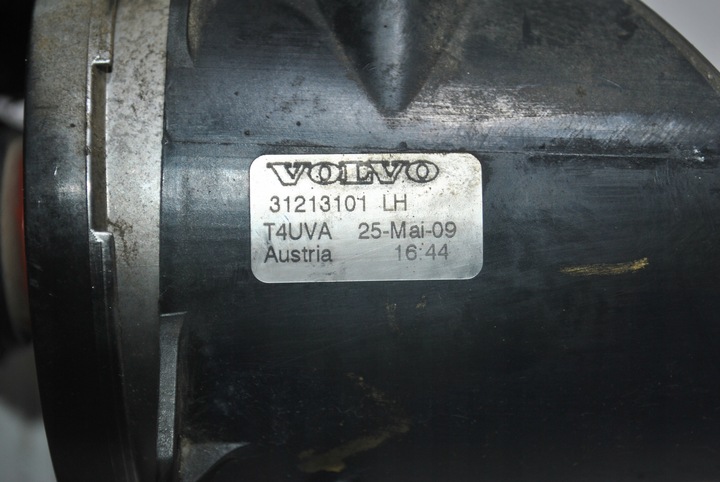 VOLVO
31213101 LH
T4UVA 25-Mai-09
Austria 16:44